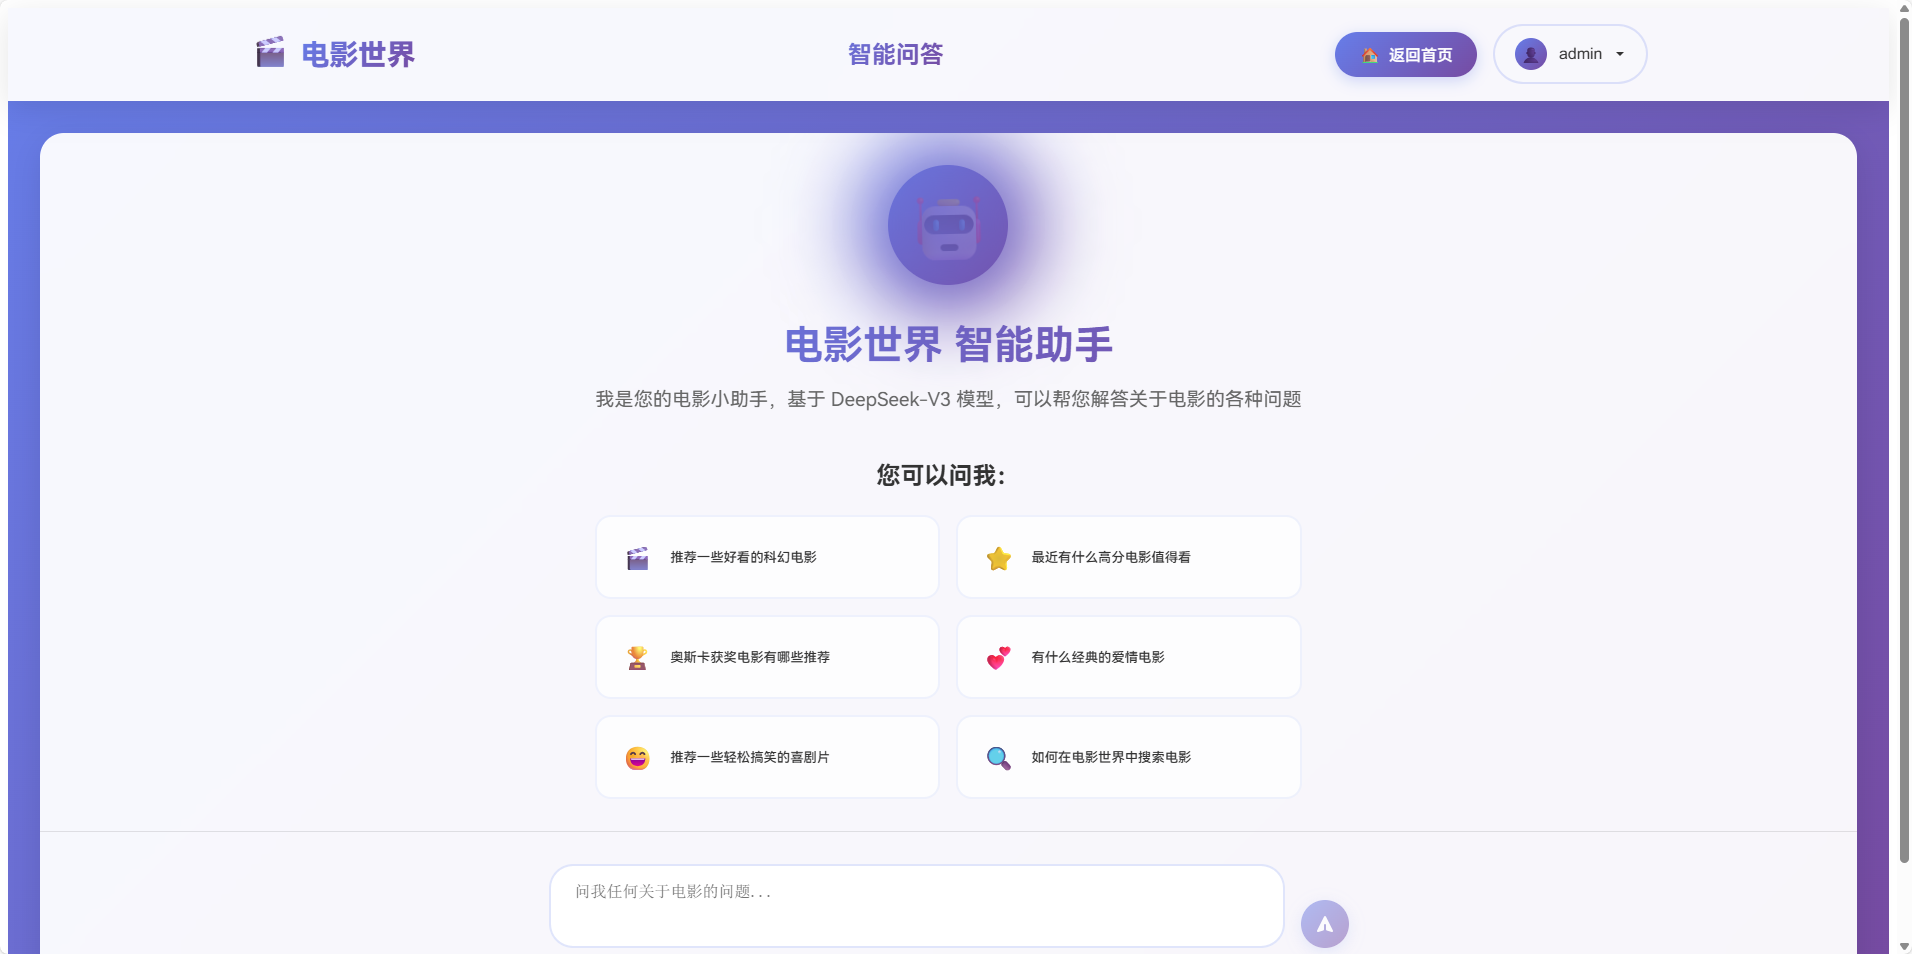 电影世界
智能问答
返回首页
admin
电影世界 智能助手
我是您的电影小助手，基于 DeepSeek-V3 模型，可以帮您解答关于电影的各种问题
您可以问我：
推荐一些好看的科幻电影
最近有什么高分电影值得看
奥斯卡获奖电影有哪些推荐
有什么经典的爱情电影
推荐一些轻松搞笑的喜剧片
如何在电影世界中搜索电影
问我任何关于电影的问题...